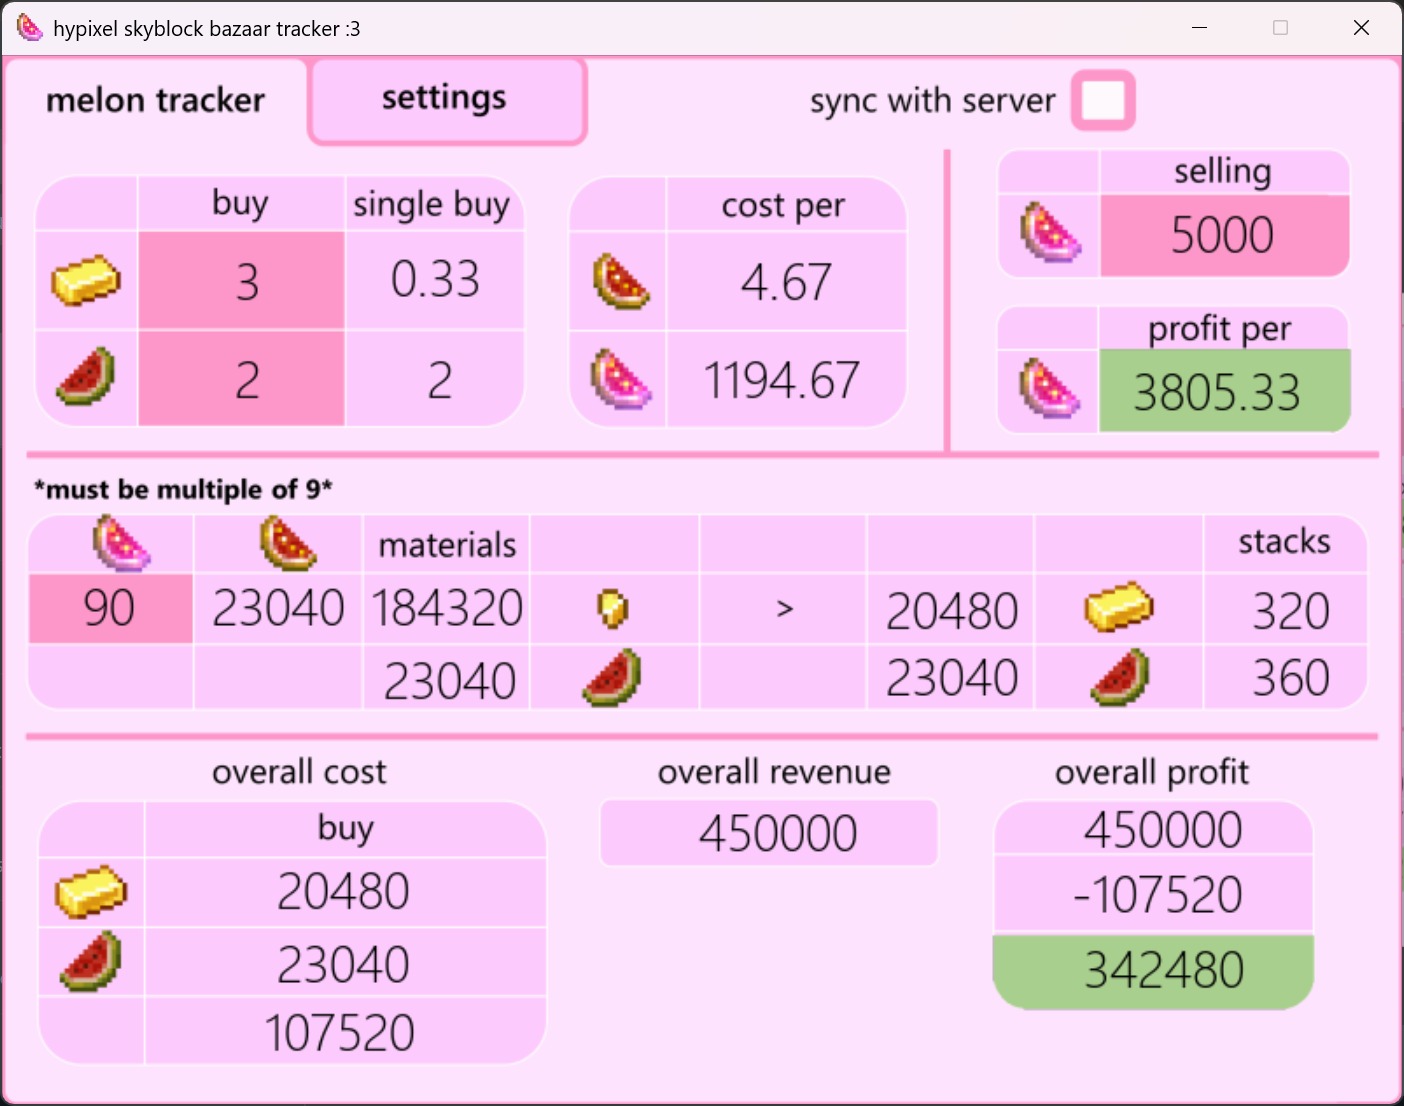 hypixel skyblock bazaar tracker :3
melon tracker settings sync with server
buy single buy
3 0.33
2 2
cost per
4.67
1194.67
selling
5000
profit per
3805.33
*must be multiple of 9*
materials stacks
90 23040 184320 > 20480 320
23040 23040 360
overall cost
buy
20480
23040
107520
overall revenue
450000
overall profit
450000
-107520
342480